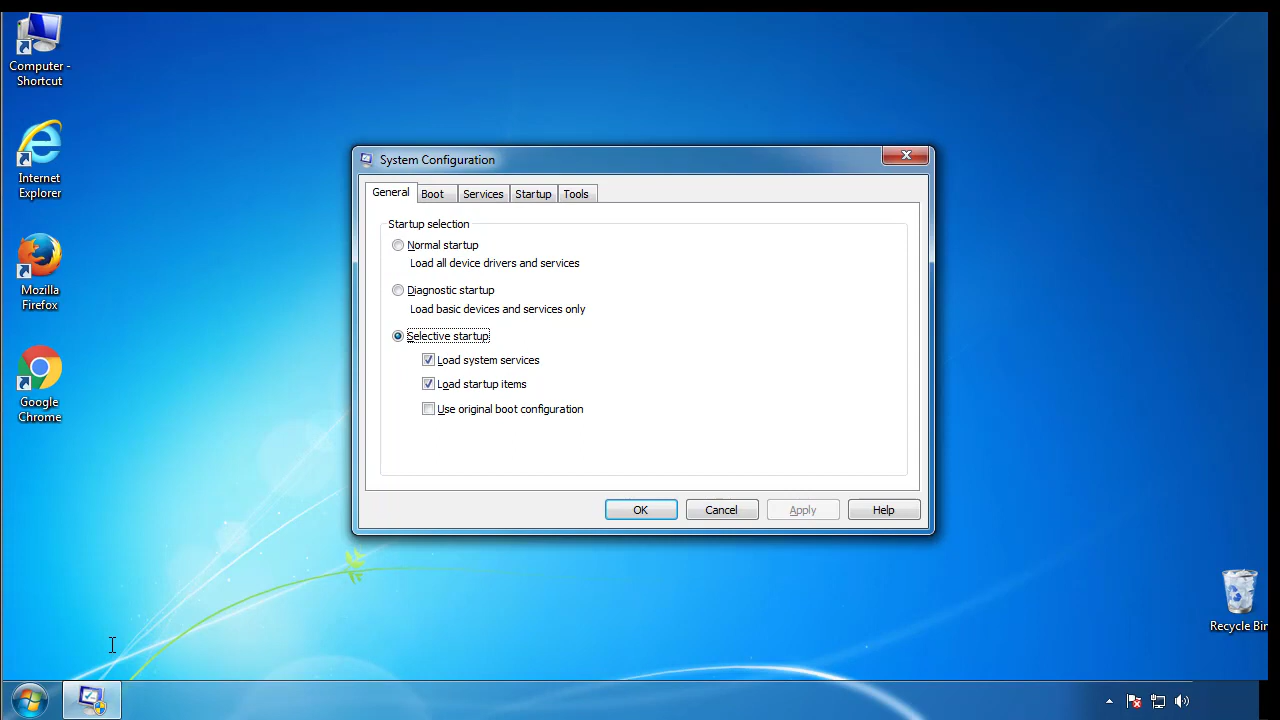 Computer -
Shortcut
Internet
Explorer
Mozilla
Firefox
Google
Chrome
System Configuration
General Boot Services Startup Tools
Startup selection
Normal startup
Load all device drivers and services
Diagnostic startup
Load basic devices and services only
Selective startup
Load system services
Load startup items
Use original boot configuration
OK Cancel Apply Help
Recycle Bin